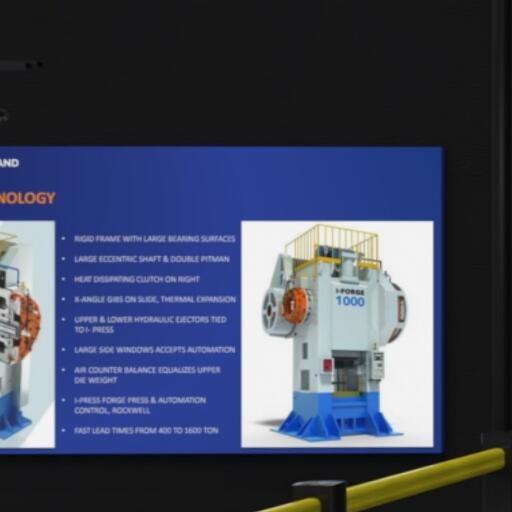 AND
NOLOGY
• RIGID FRAME WITH LARGE BEARING SURFACES
• LARGE ECCENTRIC SHAFT & DOUBLE PITMAN
• HEAT DISSIPATING CLUTCH ON RIGHT
• X-ANGLE GIBS ON SLIDE, THERMAL EXPANSION
• UPPER & LOWER HYDRAULIC EJECTORS TIED
TO I- PRESS
• LARGE SIDE WINDOWS ACCEPTS AUTOMATION
• AIR COUNTER BALANCE EQUALIZES UPPER
DIE WEIGHT
• I-PRESS FORGE PRESS & AUTOMATION
CONTROL, ROCKWELL
• FAST LEAD TIMES FROM 400 TO 1600 TON
I-FORGE
1000